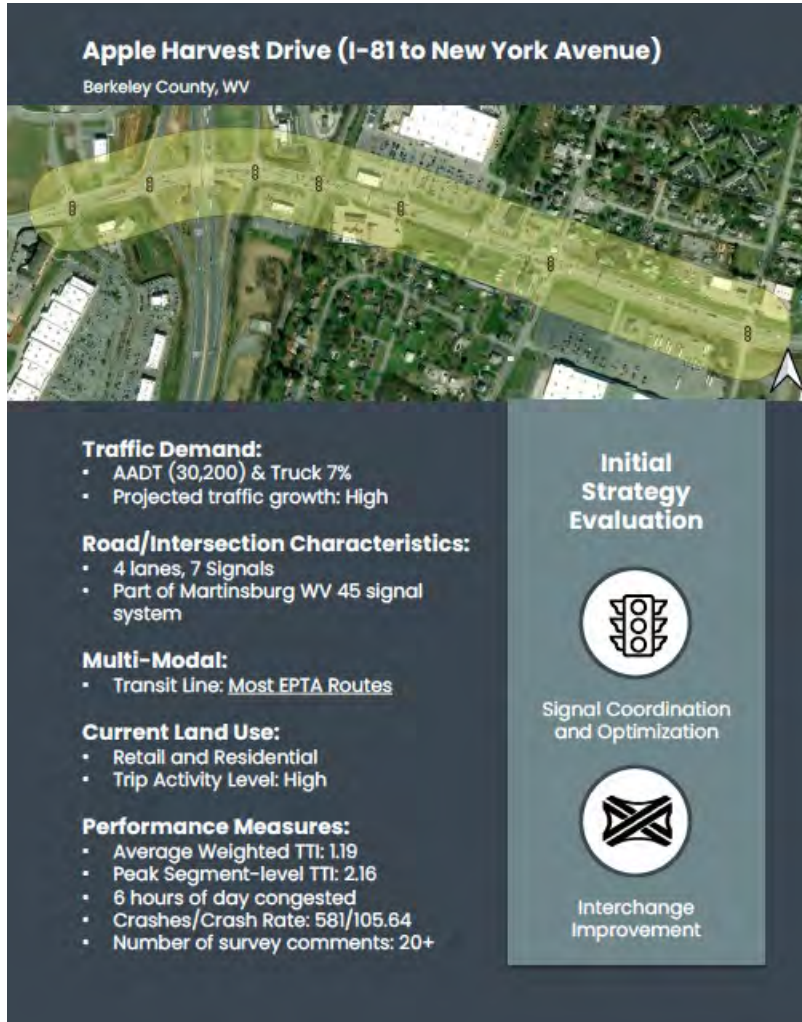 Apple Harvest Drive (I-81 to New York Avenue)
Berkeley County, WV
Traffic Demand:
▪ AADT (30,200) & Truck 7%
▪ Projected traffic growth: High
Road/Intersection Characteristics:
▪ 4 lanes, 7 Signals
▪ Part of Martinsburg WV 45 signal
system
Multi-Modal:
▪ Transit Line: Most EPTA Routes
Current Land Use:
▪ Retail and Residential
▪ Trip Activity Level: High
Performance Measures:
▪ Average Weighted TTI: 1.19
▪ Peak Segment-level TTI: 2.16
▪ 6 hours of day congested
▪ Crashes/Crash Rate: 581/105.64
▪ Number of survey comments: 20+
Initial
Strategy
Evaluation
Signal Coordination
and Optimization
Interchange
Improvement